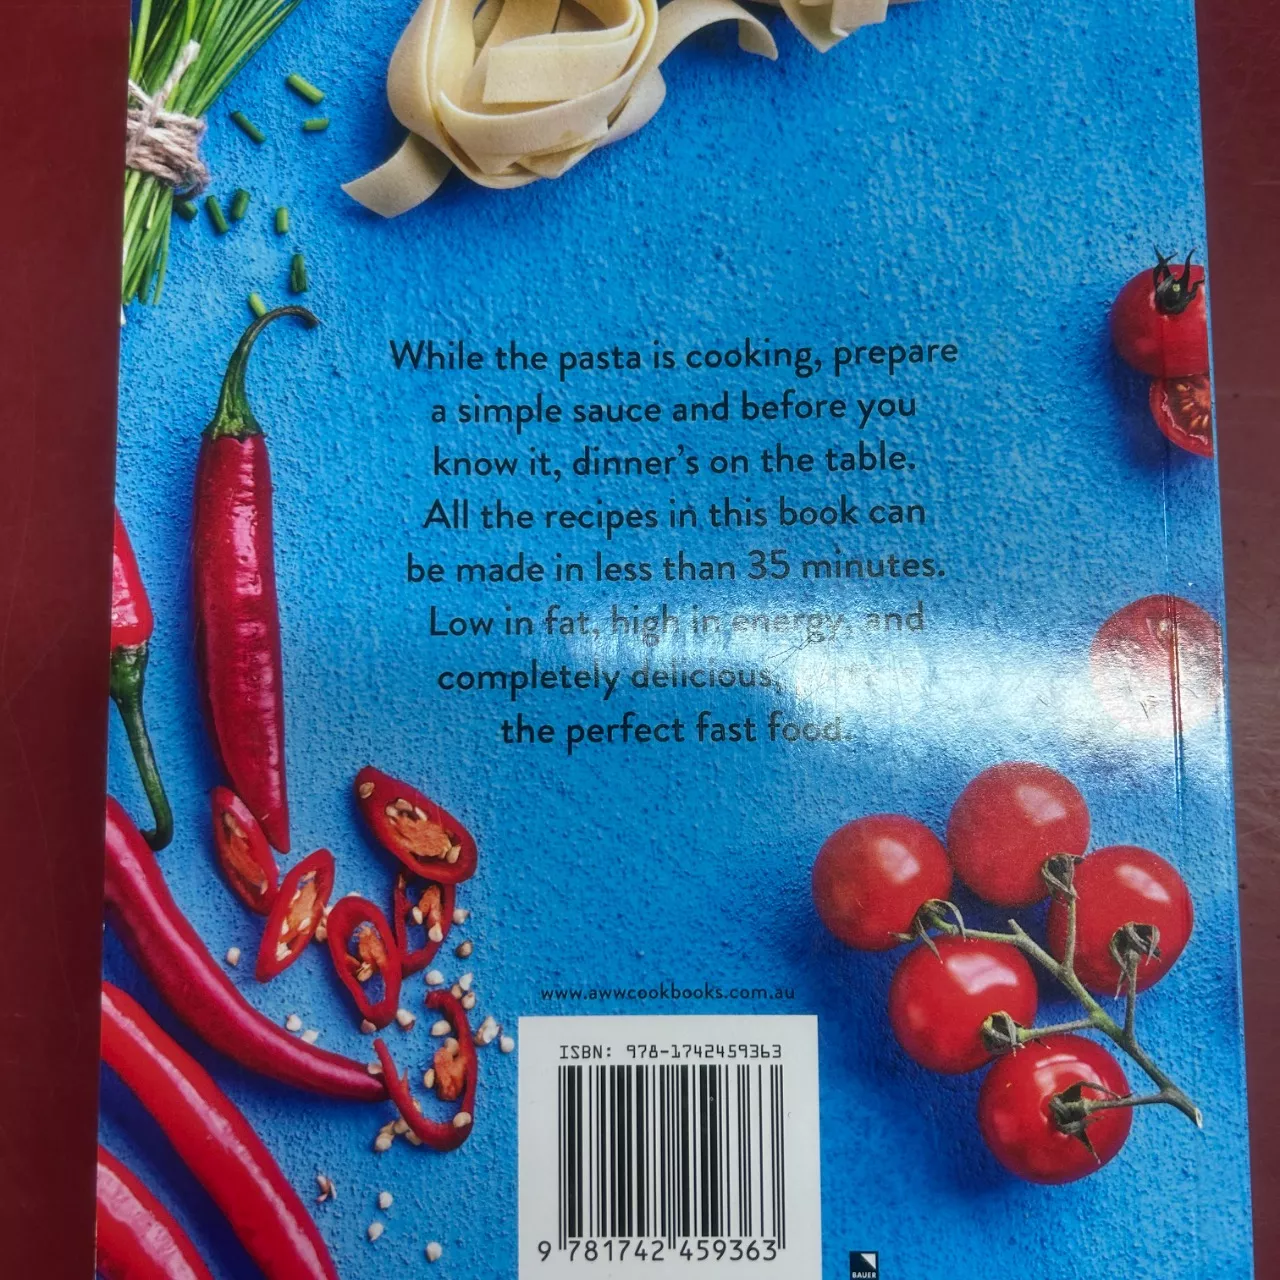 While the pasta is cooking, prepare
a simple sauce and before you
know it, dinner's on the table.
All the recipes in this book can
be made in less than 35 minutes.
Low in fat, high in energy, and
completely delicious,
the perfect fast food.
www.awwcookbooks.com.au
ISBN: 978-1742459363
9 781742 459363
BAUER